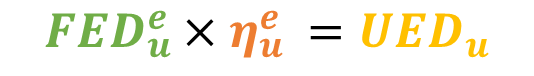 FED_u^e × η_u^e = UED_u